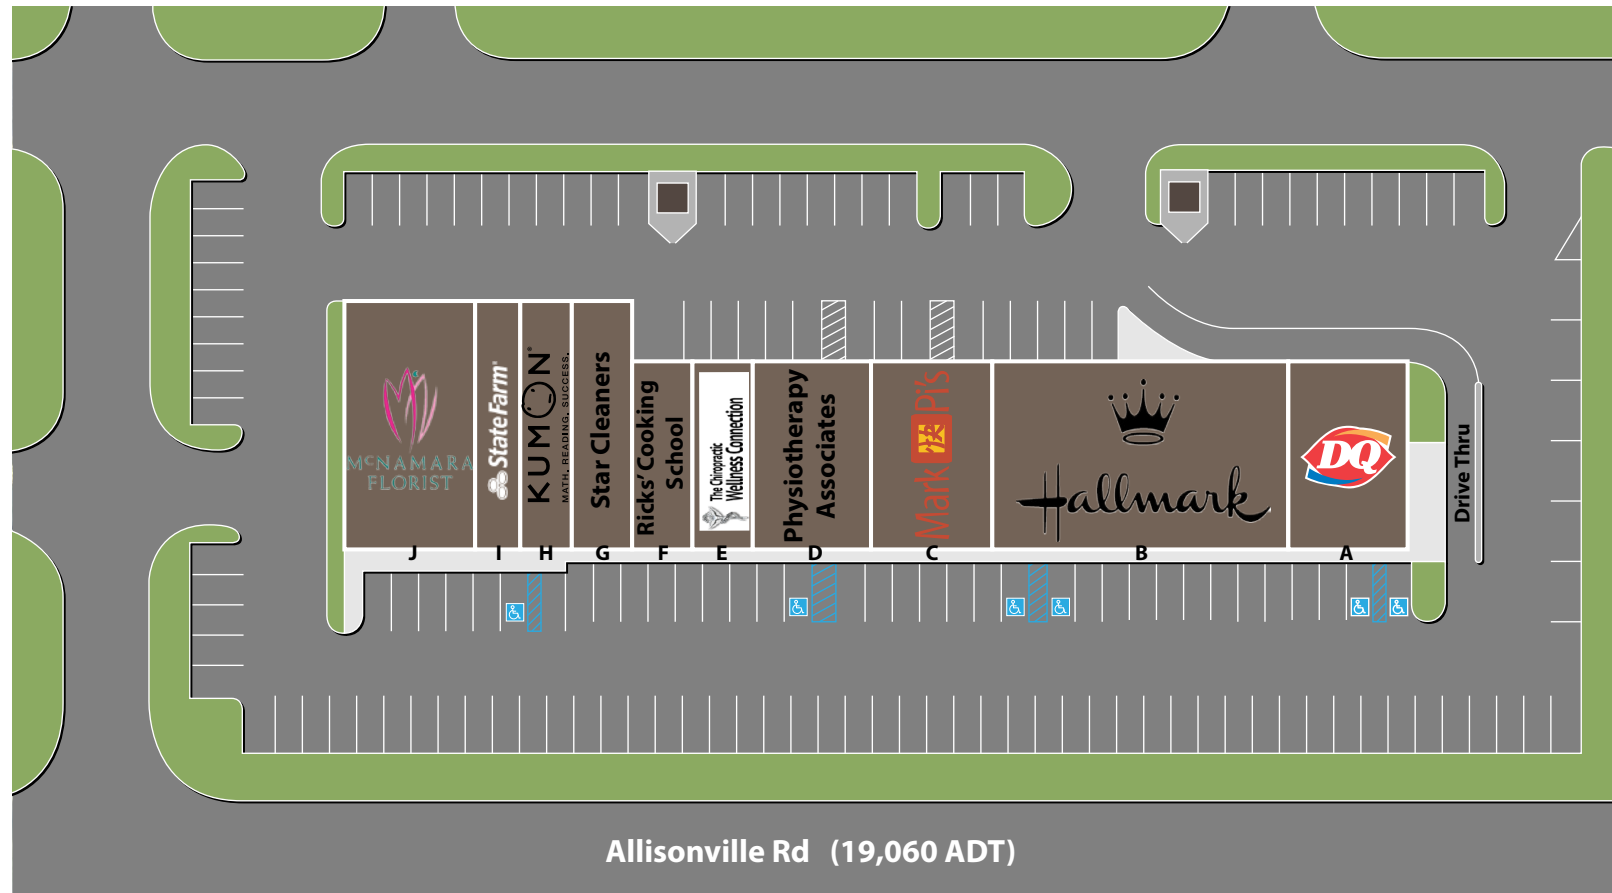 McNAMARA
FLORIST
StateFarm®
KUMON®
MATH. READING. SUCCESS.
Star Cleaners
Ricks' Cooking
School
The Chiropractic
Wellness Connection
Physiotherapy
Associates
Mark Pi's
Hallmark
DQ
Drive Thru
J I H G F E D C B A
Allisonville Rd (19,060 ADT)